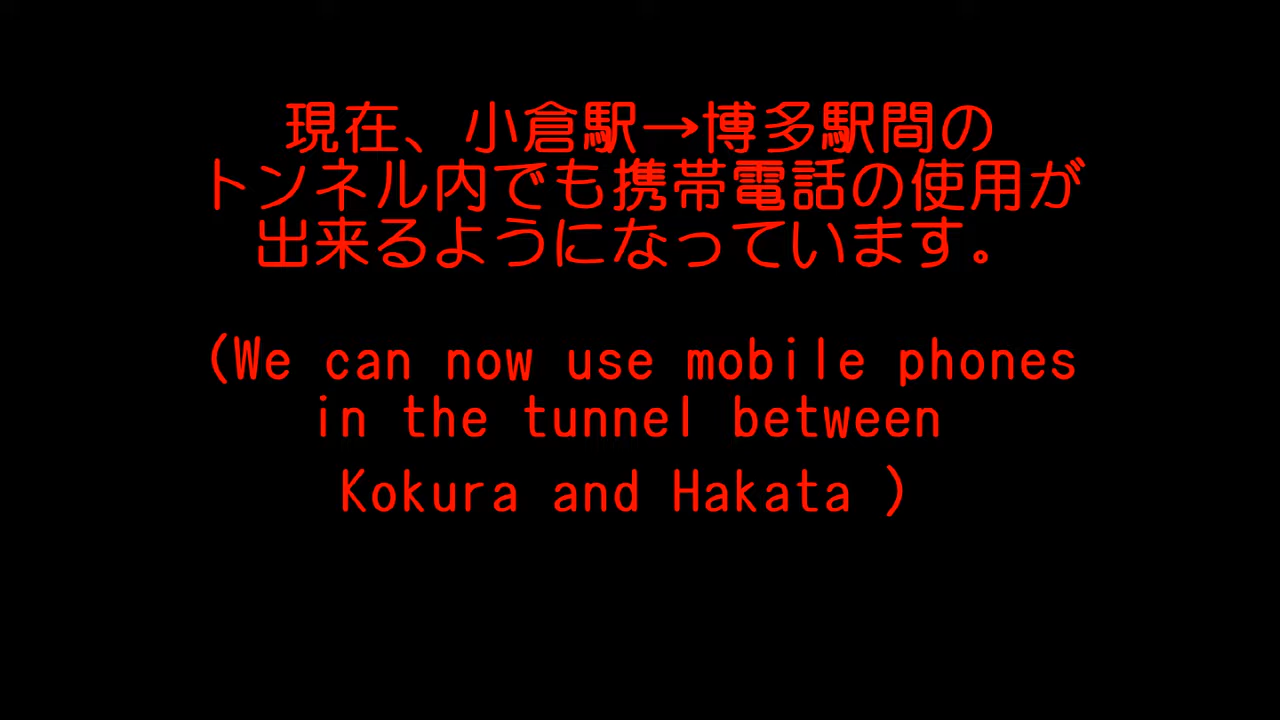 現在、小倉駅→博多駅間の
トンネル内でも携帯電話の使用が
出来るようになっています。
(We can now use mobile phones
in the tunnel between
Kokura and Hakata )